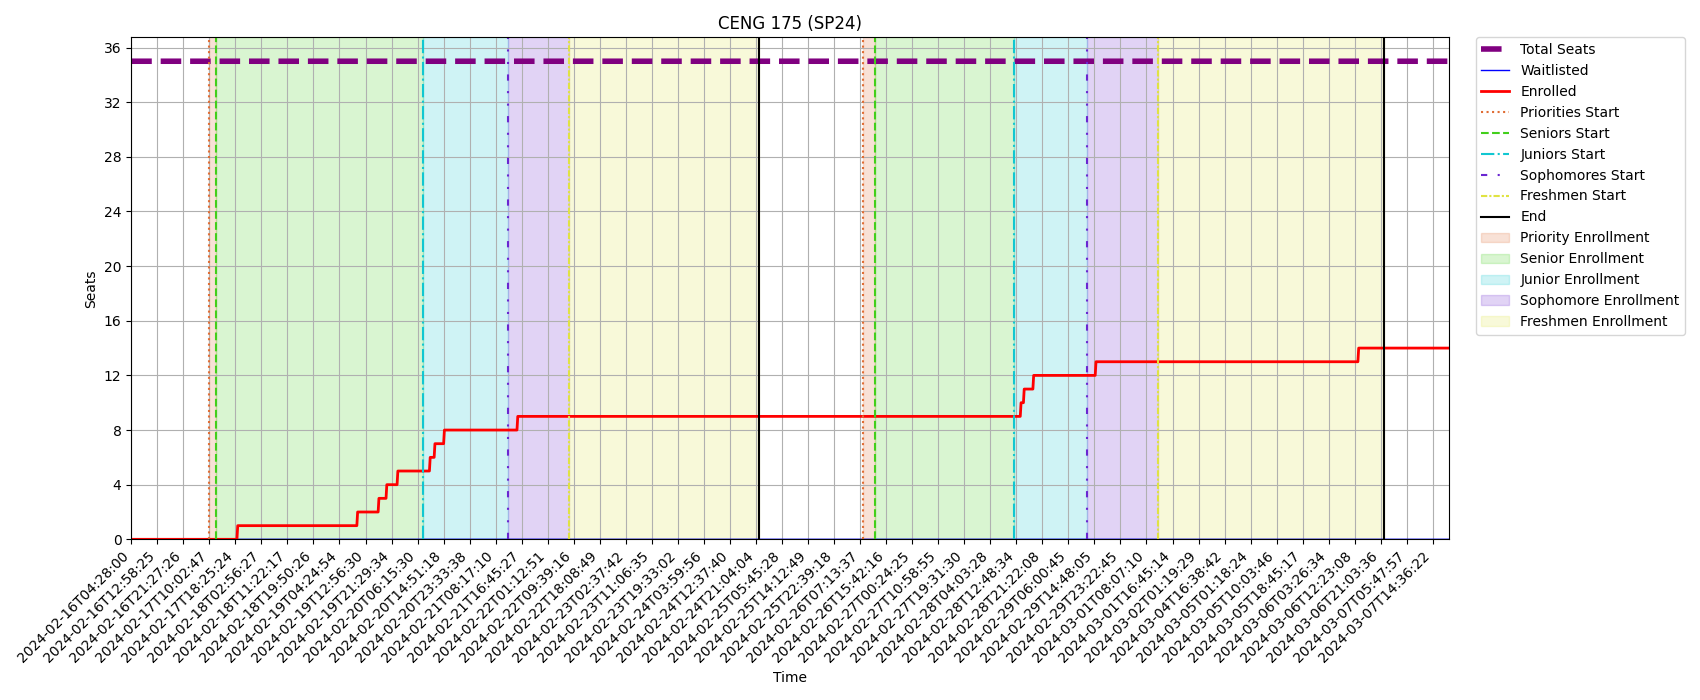 CENG 175 (SP24)
Seats
36
32
28
24
20
16
12
8
4
0
2024-02-16T04:28:00
2024-02-16T12:58:25
2024-02-16T21:27:26
2024-02-17T10:02:47
2024-02-17T18:25:24
2024-02-18T02:56:27
2024-02-18T11:22:17
2024-02-18T19:50:26
2024-02-19T04:24:54
2024-02-19T12:56:30
2024-02-19T21:29:34
2024-02-20T06:15:30
2024-02-20T14:51:18
2024-02-20T23:33:38
2024-02-21T08:17:10
2024-02-21T16:45:27
2024-02-22T01:12:51
2024-02-22T09:39:16
2024-02-22T18:08:49
2024-02-23T02:37:42
2024-02-23T11:06:35
2024-02-23T19:33:02
2024-02-24T03:59:56
2024-02-24T12:37:40
2024-02-24T21:04:04
2024-02-25T05:45:28
2024-02-25T14:12:49
2024-02-25T22:39:18
2024-02-26T07:13:37
2024-02-26T15:42:16
2024-02-27T00:24:25
2024-02-27T10:58:55
2024-02-27T19:31:30
2024-02-28T04:03:28
2024-02-28T12:48:34
2024-02-28T21:22:08
2024-02-29T06:00:45
2024-02-29T14:48:05
2024-02-29T23:22:45
2024-03-01T08:07:10
2024-03-01T16:45:14
2024-03-02T01:19:29
2024-03-04T16:38:42
2024-03-05T01:18:24
2024-03-05T10:03:46
2024-03-05T18:45:17
2024-03-06T03:26:34
2024-03-06T12:23:08
2024-03-06T21:03:36
2024-03-07T05:47:57
2024-03-07T14:36:22
Time
Total Seats
Waitlisted
Enrolled
Priorities Start
Seniors Start
Juniors Start
Sophomores Start
Freshmen Start
End
Priority Enrollment
Senior Enrollment
Junior Enrollment
Sophomore Enrollment
Freshmen Enrollment